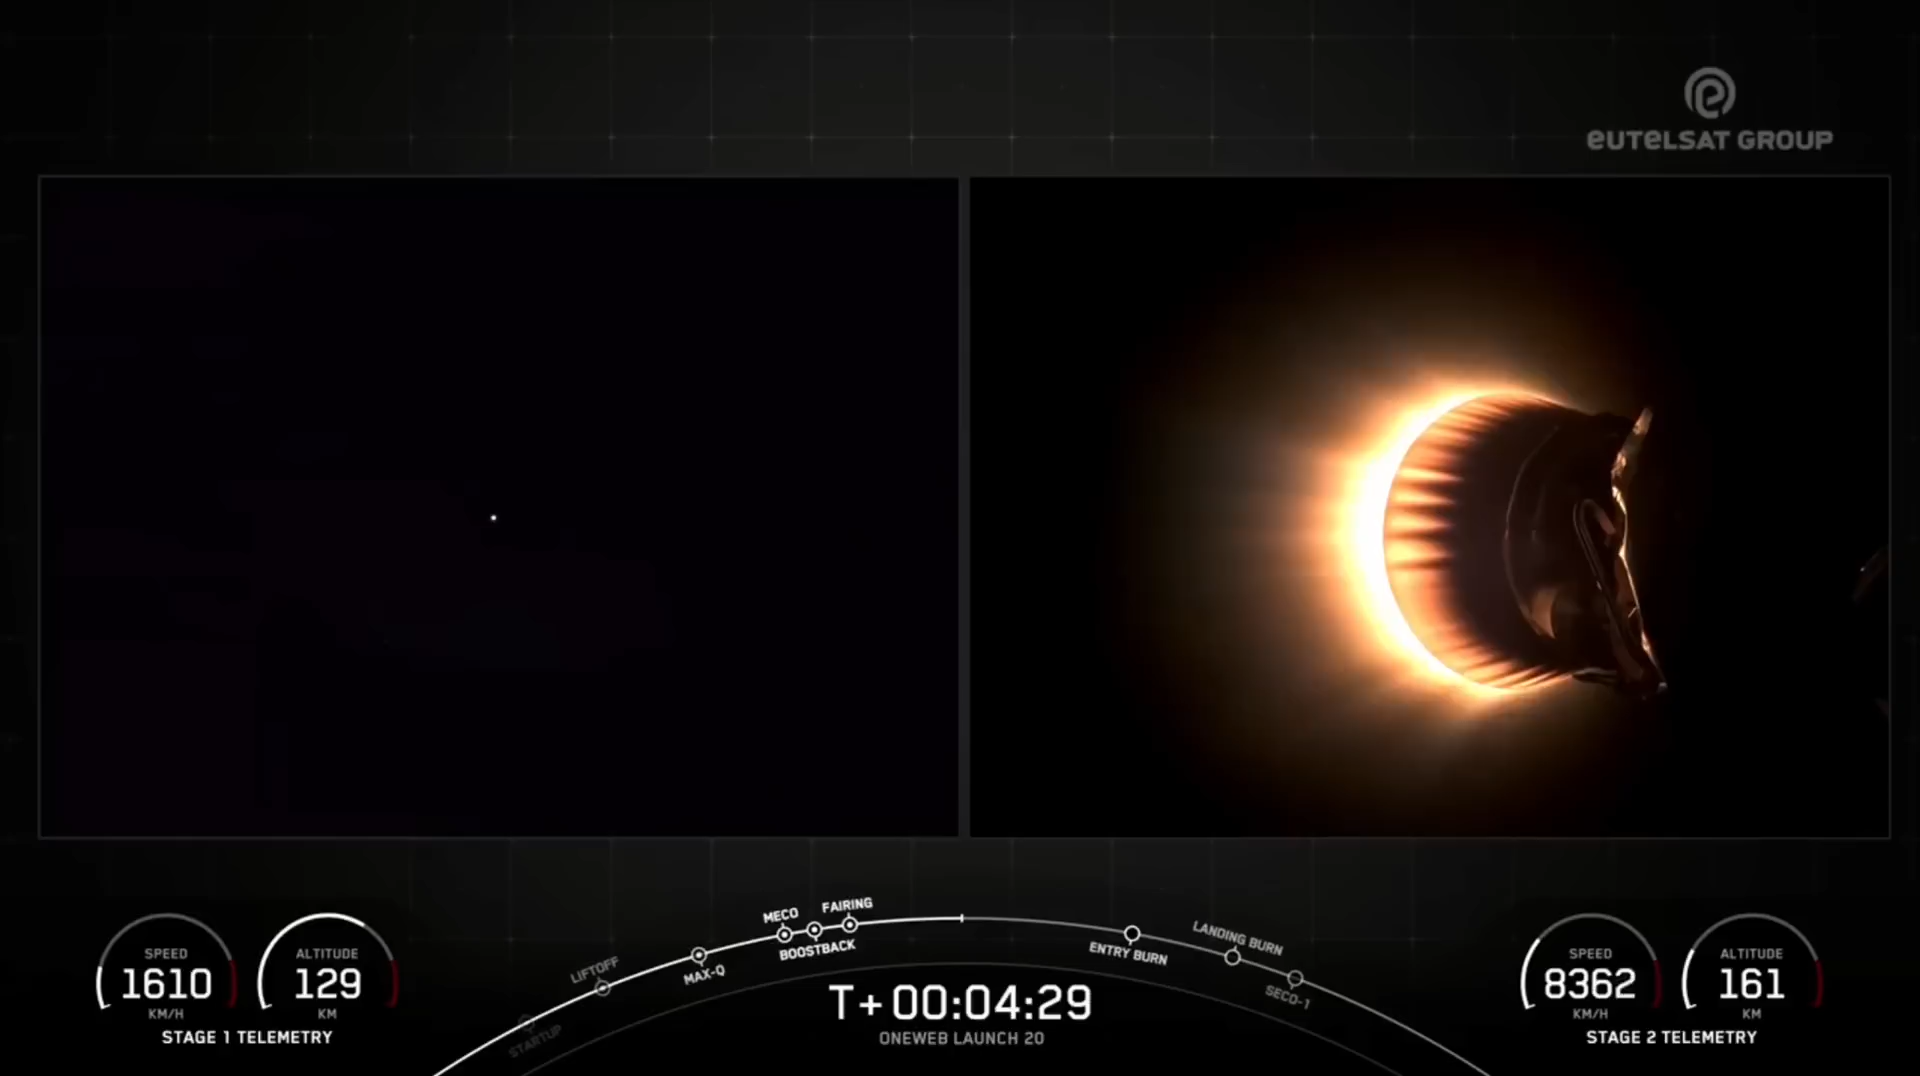 eUTeLSAT GROUP
LIFTOFF
STARTUP
MAX-Q
MECO
BOOSTBACK
FAIRING
ENTRY BURN
LANDING BURN
SECO-1
SPEED
1610
KM/H
ALTITUDE
129
KM
STAGE 1 TELEMETRY
T+00:04:29
ONEWEB LAUNCH 20
SPEED
8362
KM/H
ALTITUDE
161
KM
STAGE 2 TELEMETRY